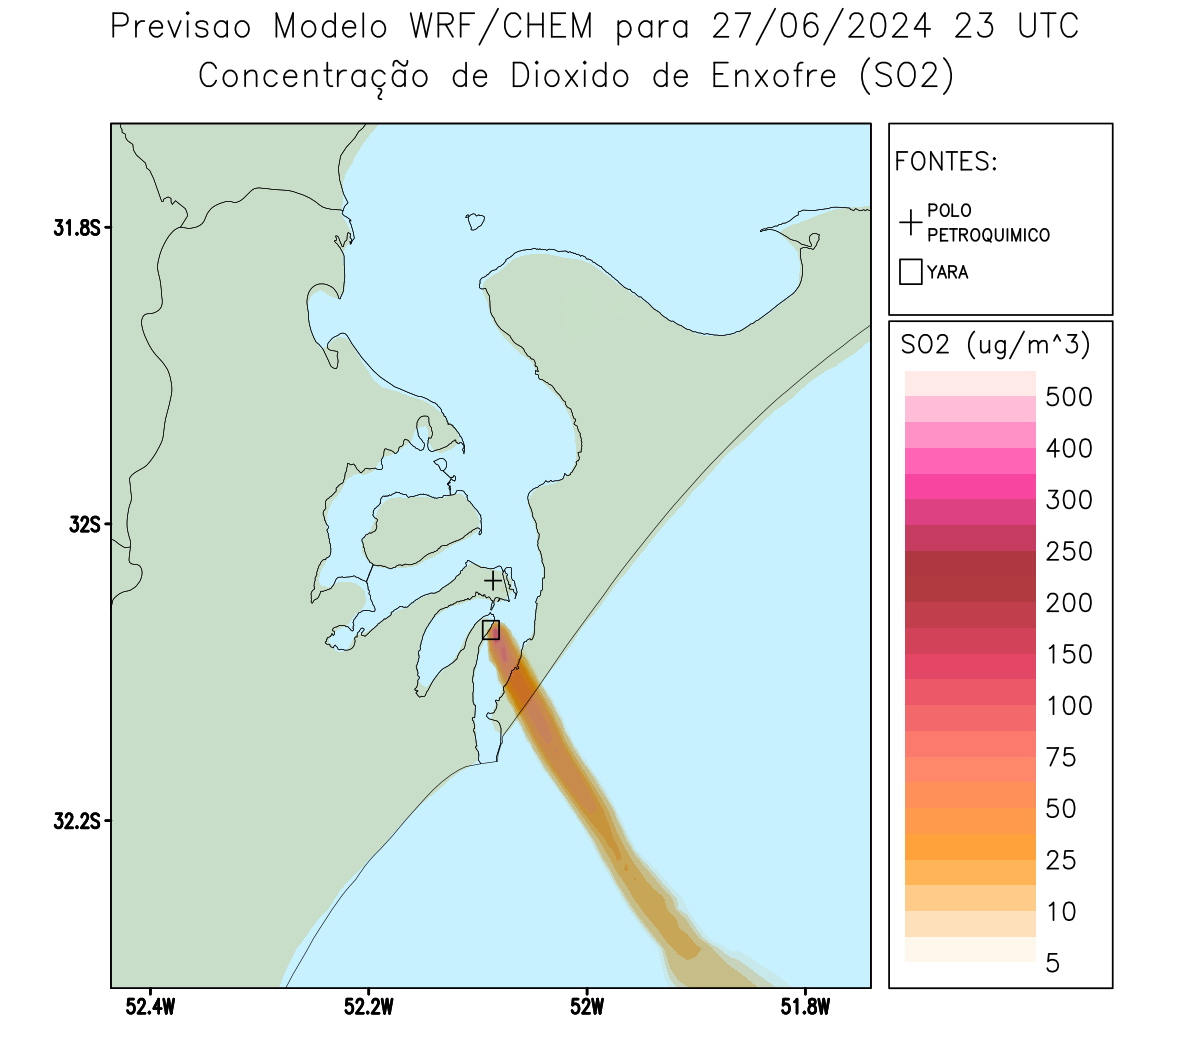 Previsao Modelo WRF/CHEM para 27/06/2024 23 UTC
Concentração de Dioxido de Enxofre (SO2)
FONTES:
POLO
PETROQUIMICO
YARA
31.8S
32S
32.2S
52.4W
52.2W
52W
51.8W
SO2 (ug/m^3)
500
400
300
250
200
150
100
75
50
25
10
5